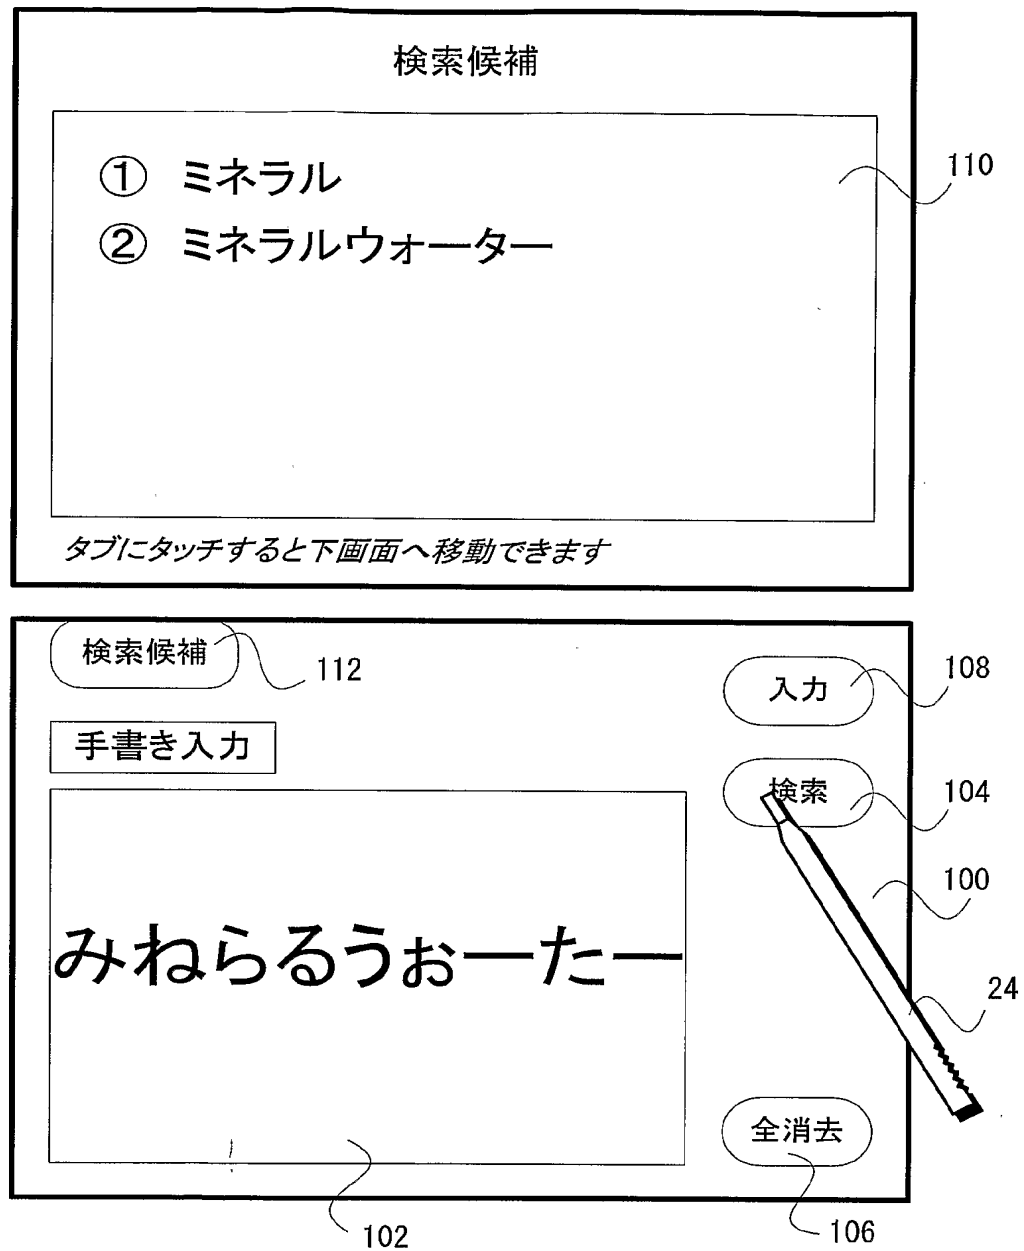 検索候補
① ミネラル
② ミネラルウォーター
110
タブにタッチすると下画面へ移動できます
検索候補
112
入力
108
手書き入力
検索
104
100
みねらるうぉーたー
24
全消去
102
106